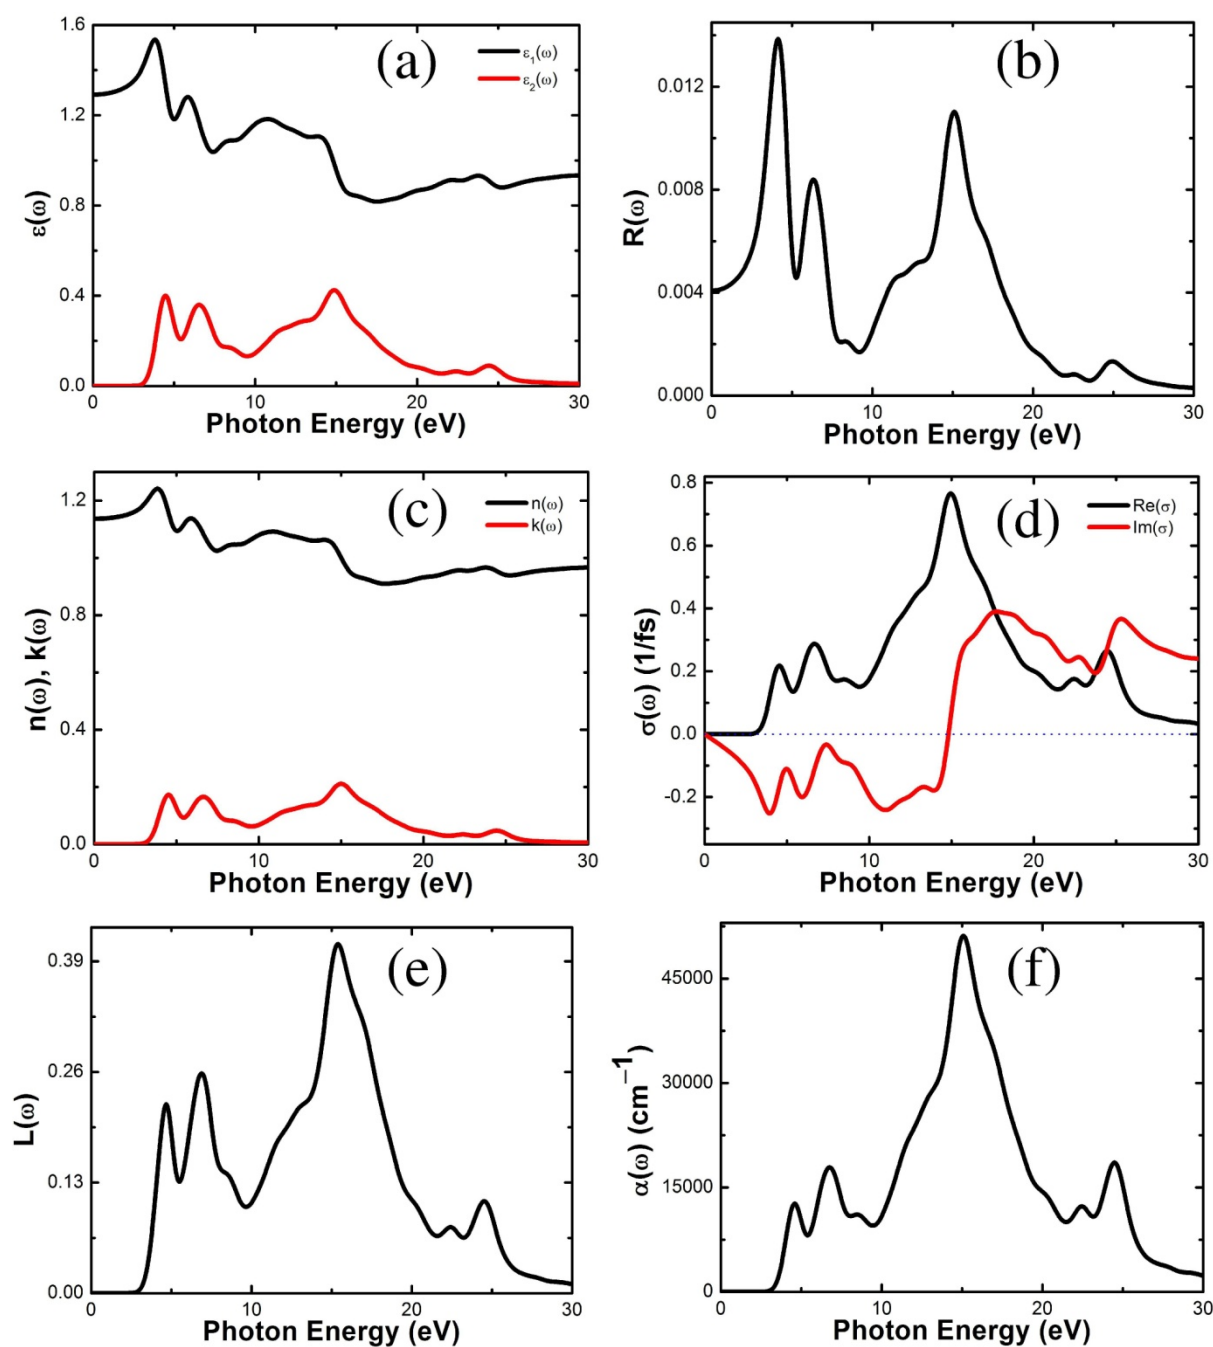 (a)
ε₁(ω)
ε₂(ω)
ε(ω)
1.6
1.2
0.8
0.4
0.0
0 10 20 30
Photon Energy (eV)
(b)
R(ω)
0.012
0.008
0.004
0.000
0 10 20 30
Photon Energy (eV)
(c)
n(ω)
k(ω)
n(ω), k(ω)
1.2
0.8
0.4
0.0
0 10 20 30
Photon Energy (eV)
(d)
Re(σ)
Im(σ)
σ(ω) (1/fs)
0.8
0.6
0.4
0.2
0.0
-0.2
0 10 20 30
Photon Energy (eV)
(e)
L(ω)
0.39
0.26
0.13
0.00
0 10 20 30
Photon Energy (eV)
(f)
α(ω) (cm⁻¹)
45000
30000
15000
0
0 10 20 30
Photon Energy (eV)